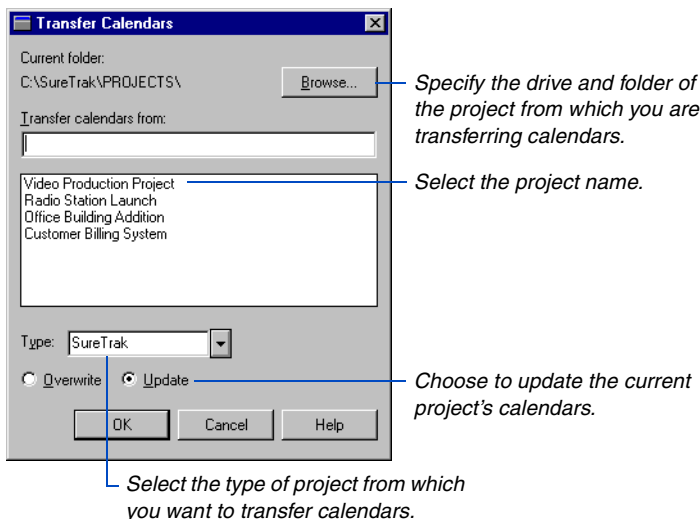 Transfer Calendars
Current folder:
C:\SureTrak\PROJECTS\
Browse...
Specify the drive and folder of
the project from which you are
transferring calendars.
Transfer calendars from:
Video Production Project
Select the project name.
Radio Station Launch
Office Building Addition
Customer Billing System
Type: SureTrak
Overwrite Update
Choose to update the current
project's calendars.
OK Cancel Help
Select the type of project from which
you want to transfer calendars.